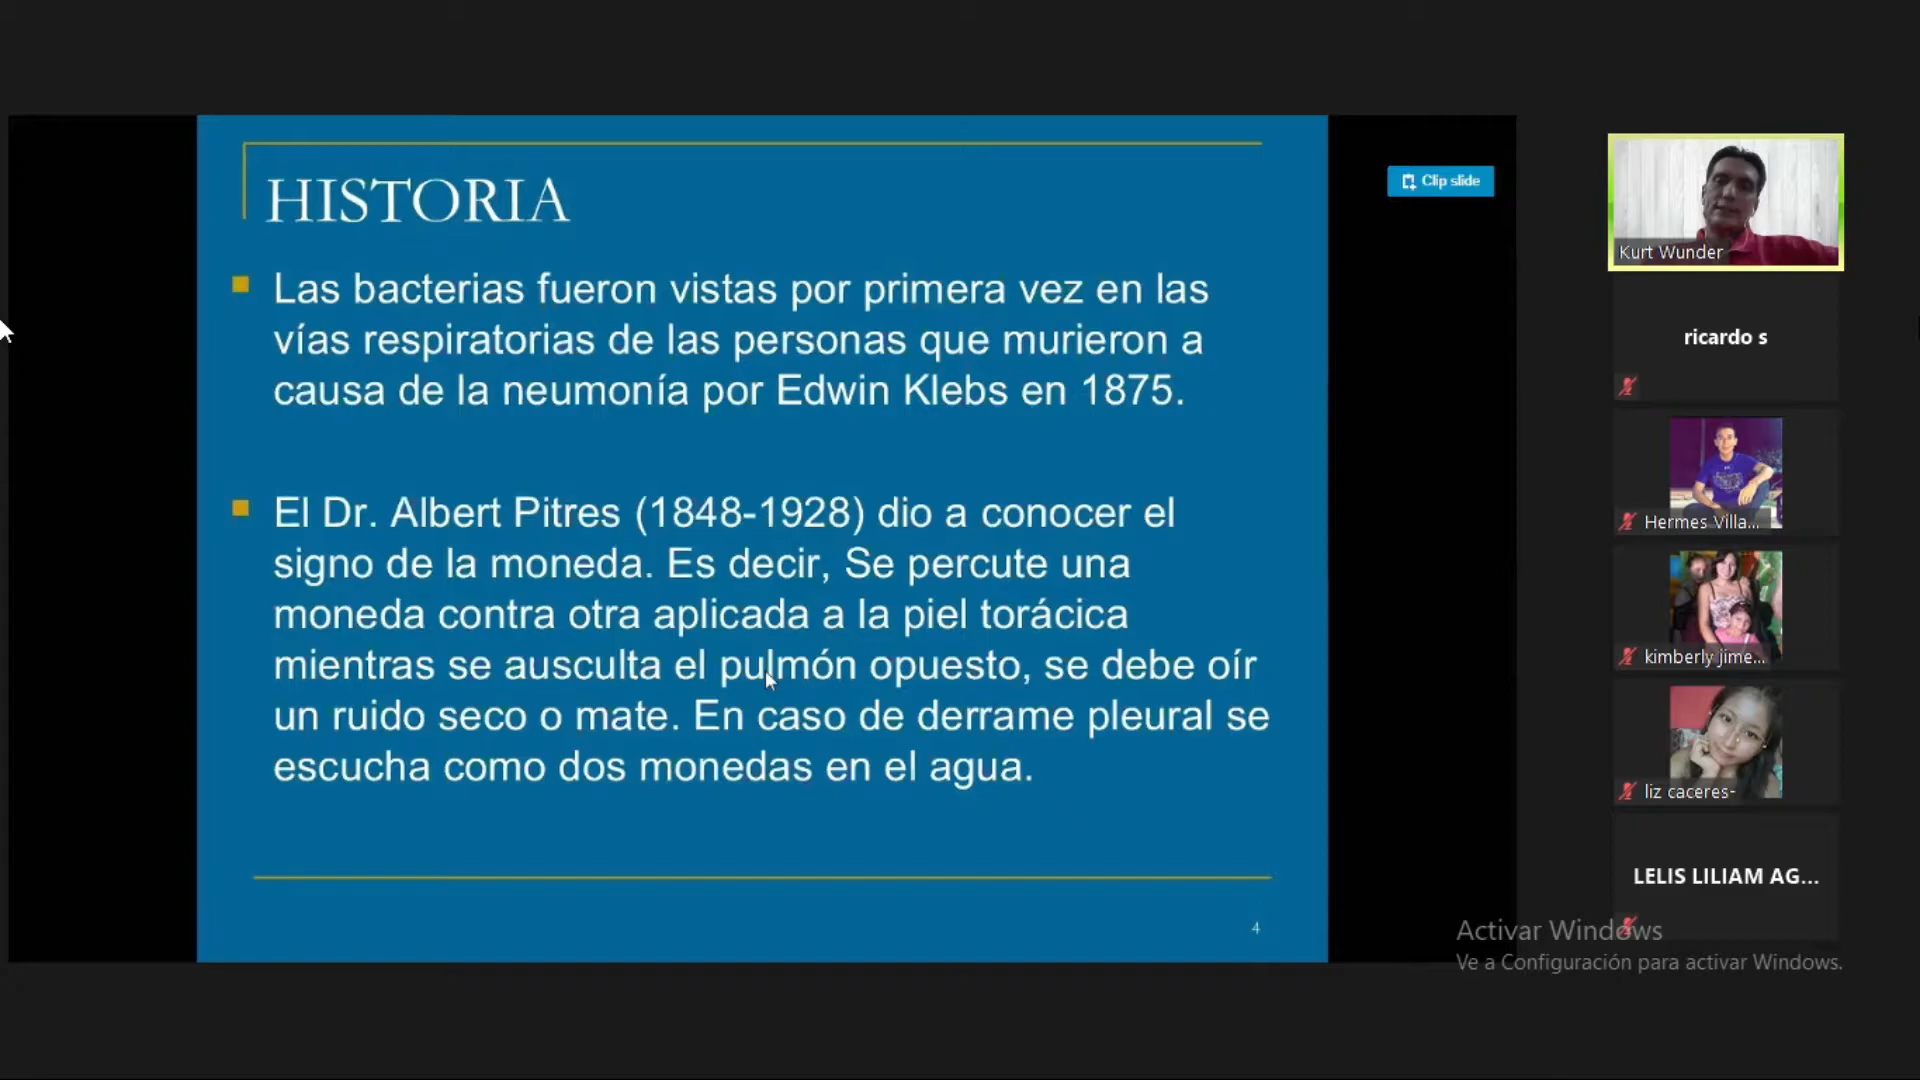 HISTORIA
Las bacterias fueron vistas por primera vez en las
vías respiratorias de las personas que murieron a
causa de la neumonía por Edwin Klebs en 1875.
El Dr. Albert Pitres (1848-1928) dio a conocer el
signo de la moneda. Es decir, Se percute una
moneda contra otra aplicada a la piel torácica
mientras se ausculta el pulmón opuesto, se debe oír
un ruido seco o mate. En caso de derrame pleural se
escucha como dos monedas en el agua.
4
Clip slide
Kurt Wunder
ricardo s
Hermes Villa...
kimberly jime...
liz caceres-
LELIS LILIAM AG...
Activar Windows
Ve a Configuración para activar Windows.